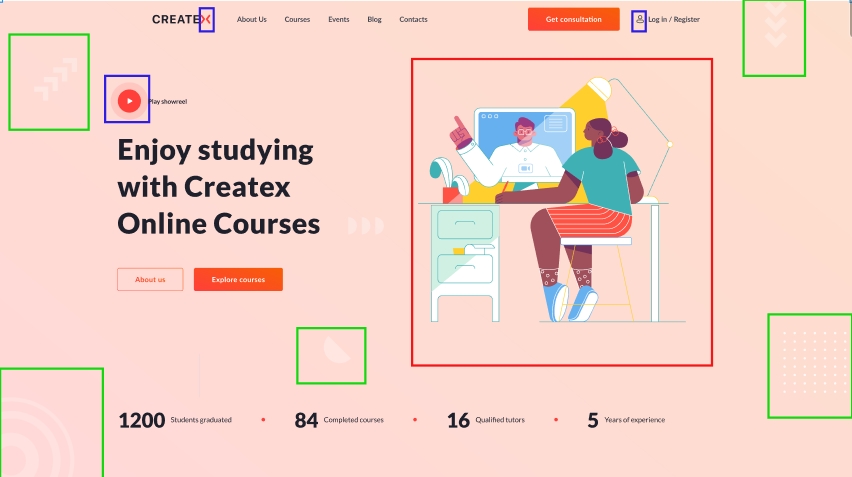 CREATEX
About Us
Courses
Events
Blog
Contacts
Get consultation
Log in / Register
Play showreel
Enjoy studying
with Createx
Online Courses
About us
Explore courses
1200 Students graduated
84 Completed courses
16 Qualified tutors
5 Years of experience